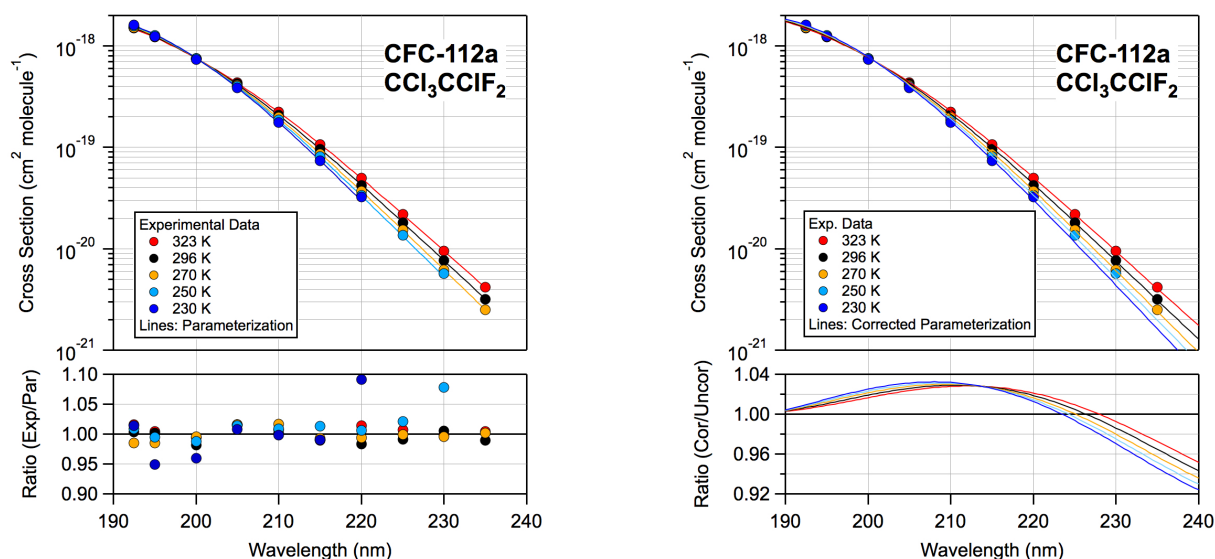 10^-18
10^-19
10^-20
10^-21
Cross Section (cm^2 molecule^-1)
CFC-112a
CCl3CClF2
Experimental Data
323 K
296 K
270 K
250 K
230 K
Lines: Parameterization
1.10
1.05
1.00
0.95
0.90
Ratio (Exp/Par)
190 200 210 220 230 240
Wavelength (nm)
10^-18
10^-19
10^-20
10^-21
Cross Section (cm^2 molecule^-1)
CFC-112a
CCl3CClF2
Exp. Data
323 K
296 K
270 K
250 K
230 K
Lines: Corrected Parameterization
1.04
1.00
0.96
0.92
Ratio (Cor/Uncor)
190 200 210 220 230 240
Wavelength (nm)